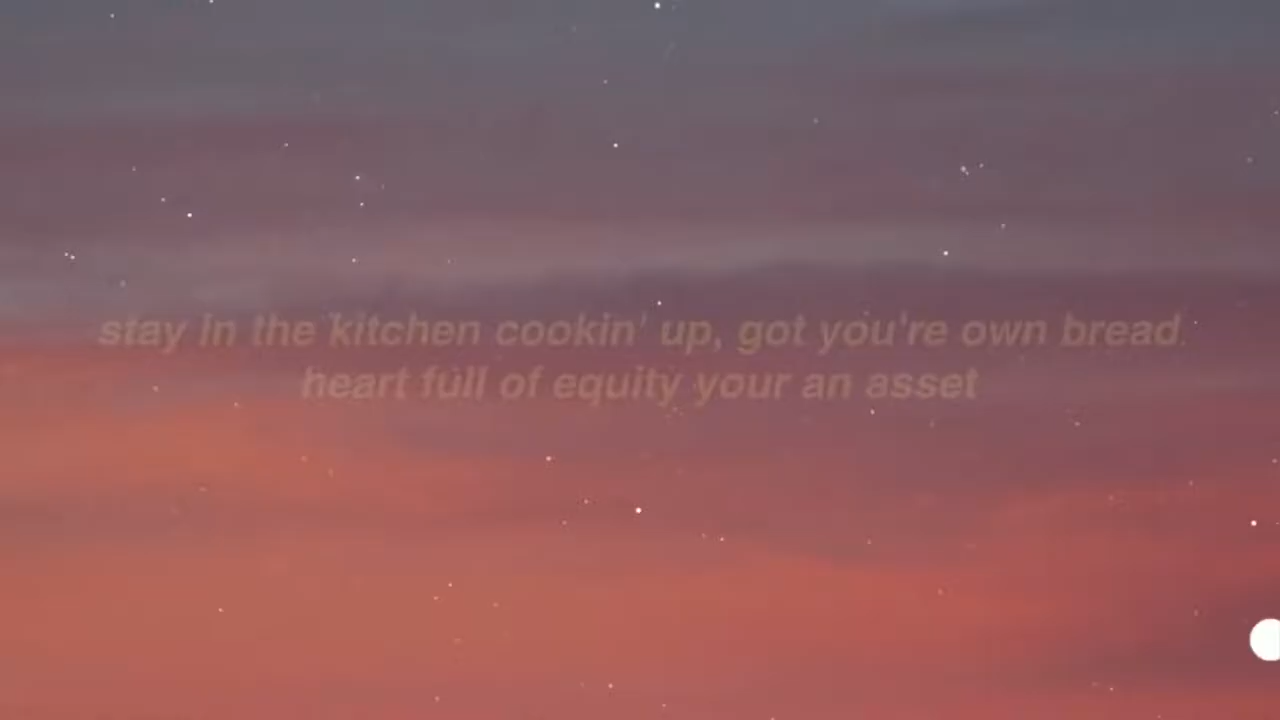 stay in the kitchen cookin' up, got you're own bread.
heart full of equity your an asset